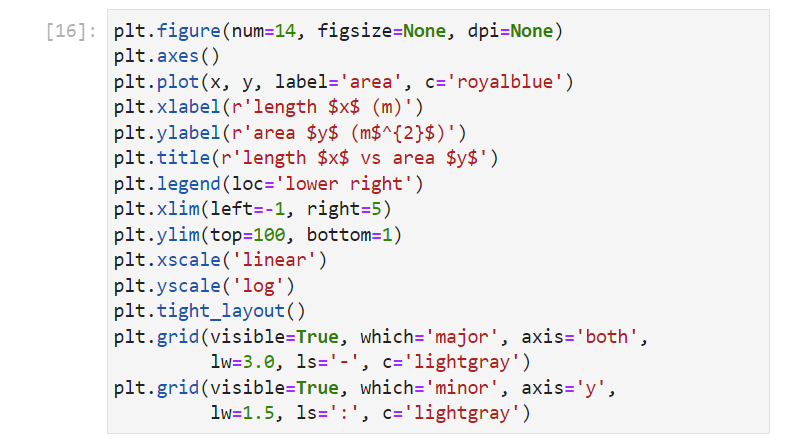 [16]: plt.figure(num=14, figsize=None, dpi=None)
plt.axes()
plt.plot(x, y, label='area', c='royalblue')
plt.xlabel(r'length $x$ (m)')
plt.ylabel(r'area $y$ (m$^{2}$)')
plt.title(r'length $x$ vs area $y$')
plt.legend(loc='lower right')
plt.xlim(left=-1, right=5)
plt.ylim(top=100, bottom=1)
plt.xscale('linear')
plt.yscale('log')
plt.tight_layout()
plt.grid(visible=True, which='major', axis='both',
         lw=3.0, ls='-', c='lightgray')
plt.grid(visible=True, which='minor', axis='y',
         lw=1.5, ls=':', c='lightgray')